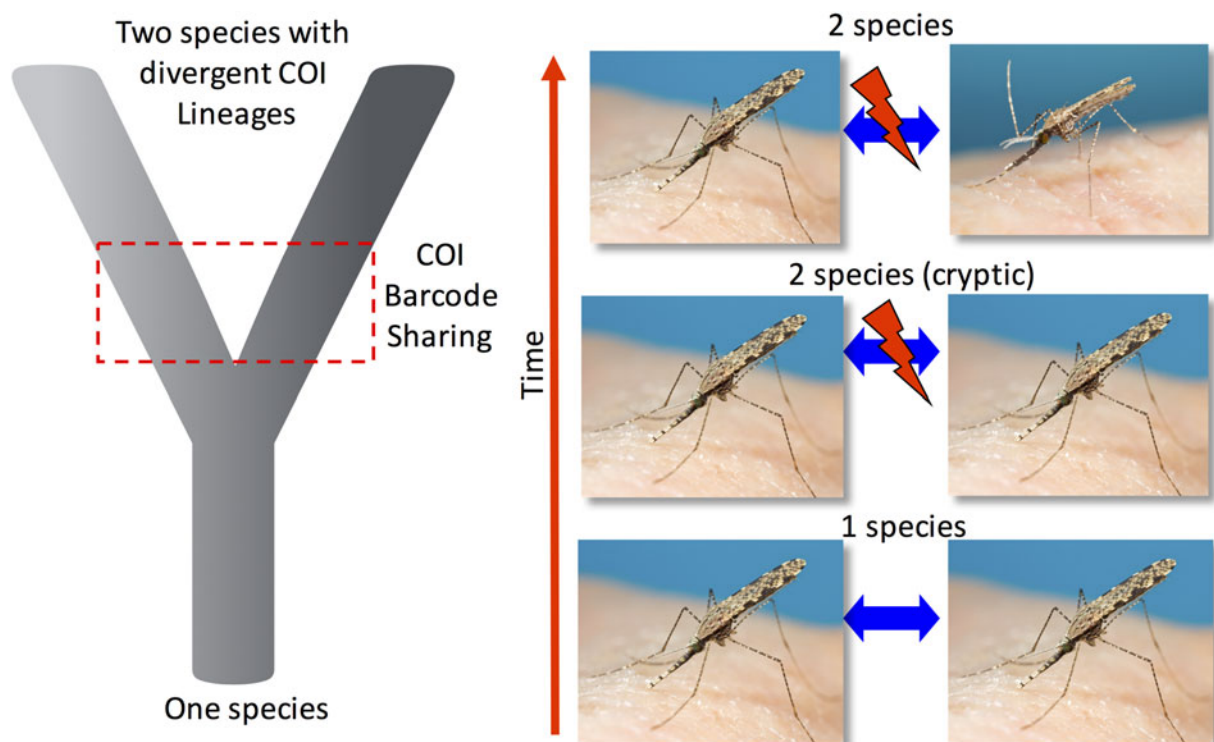 Two species with
divergent COI
Lineages
COI
Barcode
Sharing
One species
Time
2 species
2 species (cryptic)
1 species